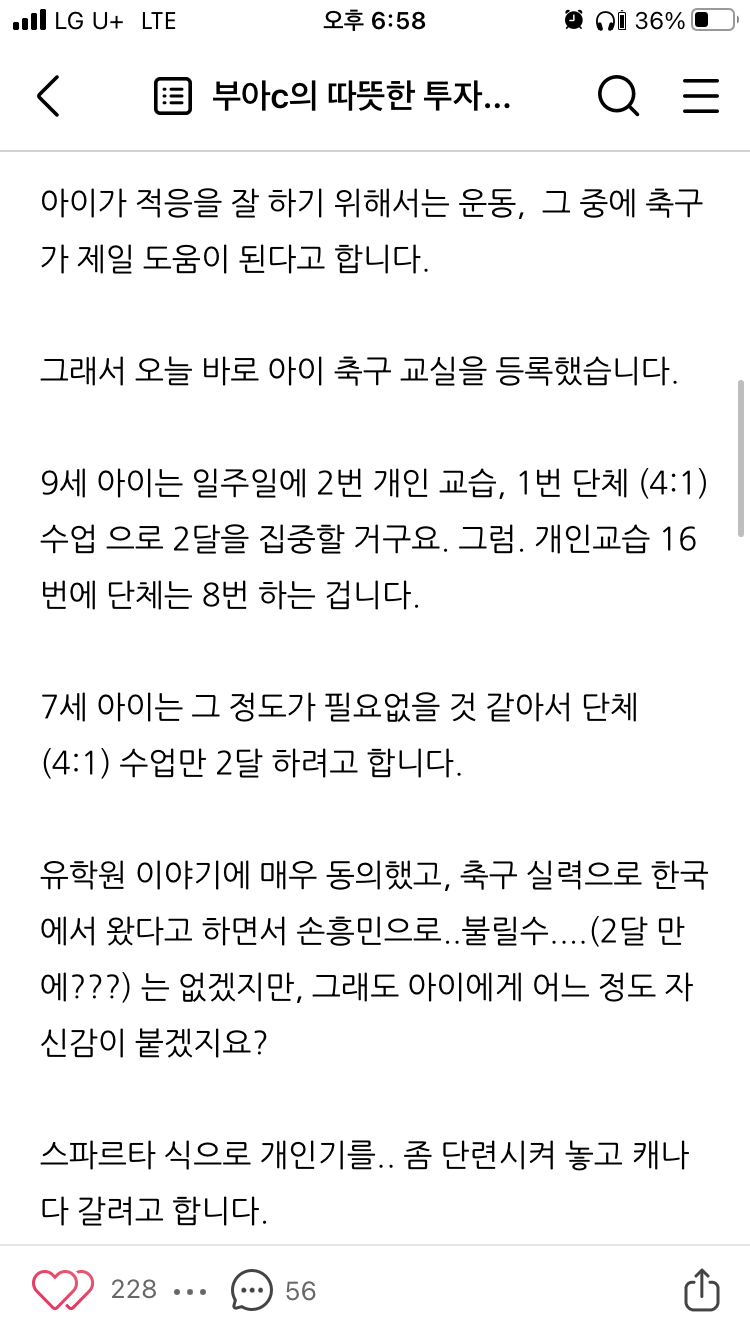 LG U+ LTE 오후 6:58 36%
부아c의 따뜻한 투자...
아이가 적응을 잘 하기 위해서는 운동, 그 중에 축구
가 제일 도움이 된다고 합니다.
그래서 오늘 바로 아이 축구 교실을 등록했습니다.
9세 아이는 일주일에 2번 개인 교습, 1번 단체 (4:1)
수업 으로 2달을 집중할 거구요. 그럼. 개인교습 16
번에 단체는 8번 하는 겁니다.
7세 아이는 그 정도가 필요없을 것 같아서 단체
(4:1) 수업만 2달 하려고 합니다.
유학원 이야기에 매우 동의했고, 축구 실력으로 한국
에서 왔다고 하면서 손흥민으로..불릴수....(2달 만
에???) 는 없겠지만, 그래도 아이에게 어느 정도 자
신감이 붙겠지요?
스파르타 식으로 개인기를.. 좀 단련시켜 놓고 캐나
다 갈려고 합니다.
228 56